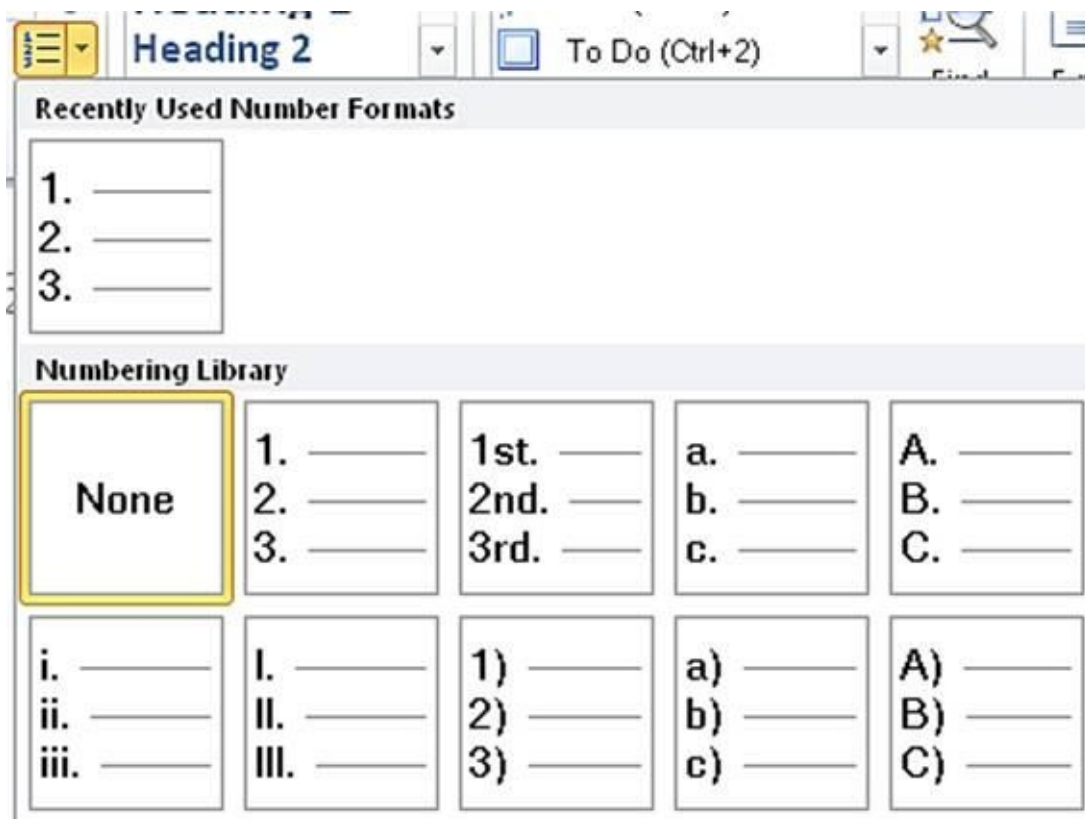 Heading 2
To Do (Ctrl+2)
Recently Used Number Formats
1.
2.
3.
Numbering Library
None
1.
2.
3.
1st.
2nd.
3rd.
a.
b.
c.
A.
B.
C.
i.
ii.
iii.
I.
II.
III.
1)
2)
3)
a)
b)
c)
A)
B)
C)